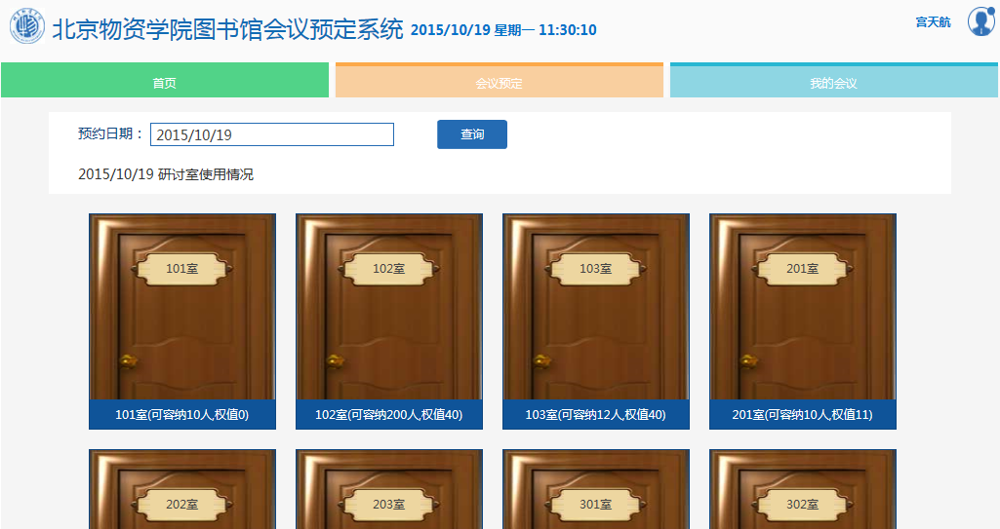 北京物资学院图书馆会议预定系统 2015/10/19 星期一 11:30:10
宫天航
首页 会议预定 我的会议
预约日期： 2015/10/19 查询
2015/10/19 研讨室使用情况
101室 102室 103室 201室
101室(可容纳10人,权值0) 102室(可容纳200人,权值40) 103室(可容纳12人,权值40) 201室(可容纳10人,权值11)
202室 203室 301室 302室